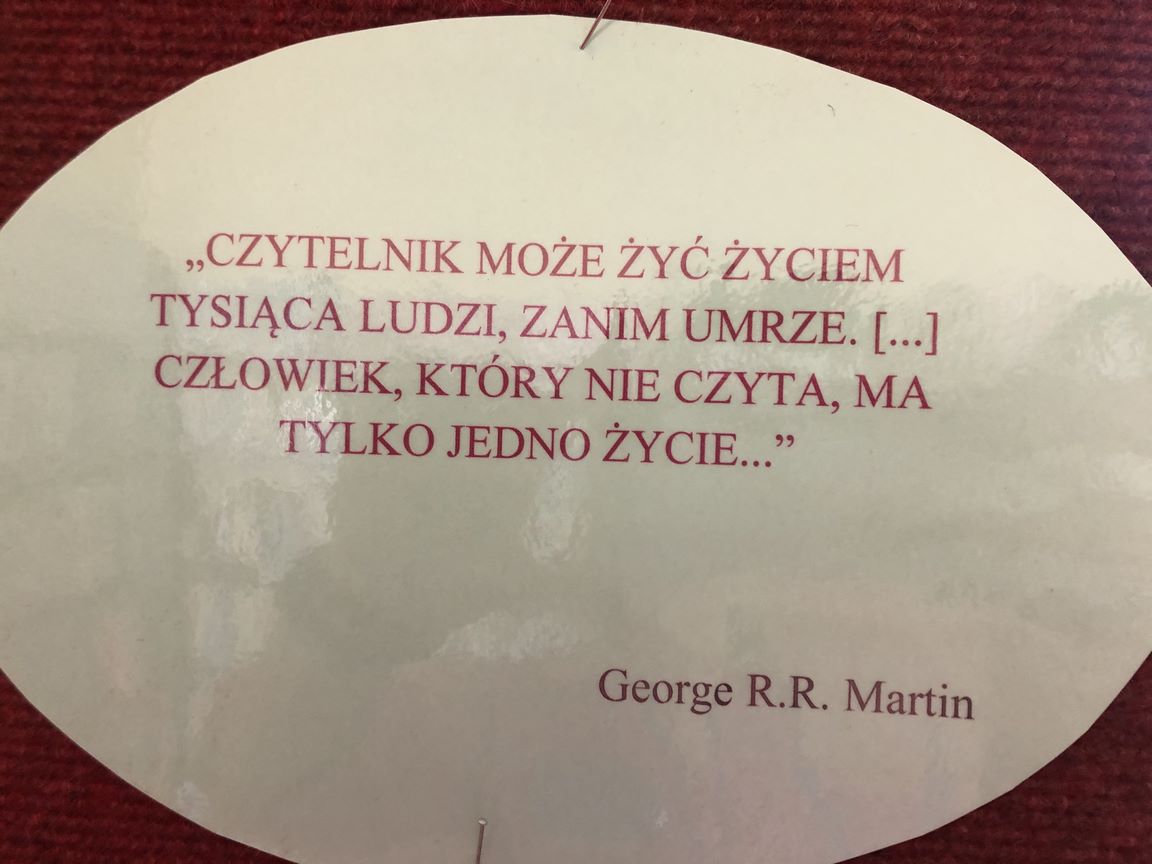 „CZYTELNIK MOŻE ŻYĆ ŻYCIEM
TYSIĄCA LUDZI, ZANIM UMRZE. [...]
CZŁOWIEK, KTÓRY NIE CZYTA, MA
TYLKO JEDNO ŻYCIE...”
George R.R. Martin